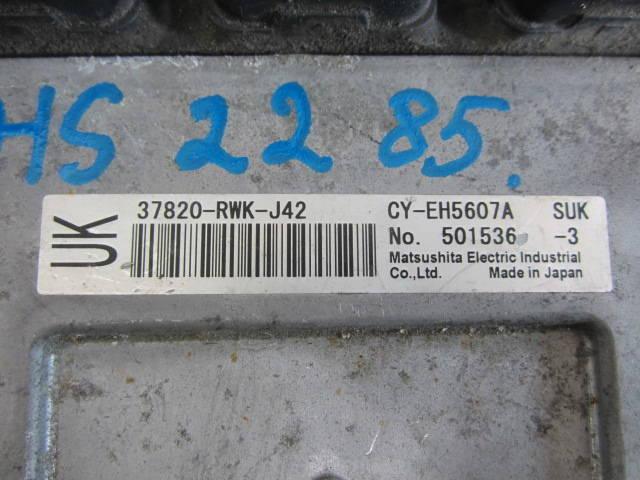 HS 22 85.
UK
37820-RWK-J42 CY-EH5607A SUK
No. 501536 -3
Matsushita Electric Industrial
Co.,Ltd. Made in Japan